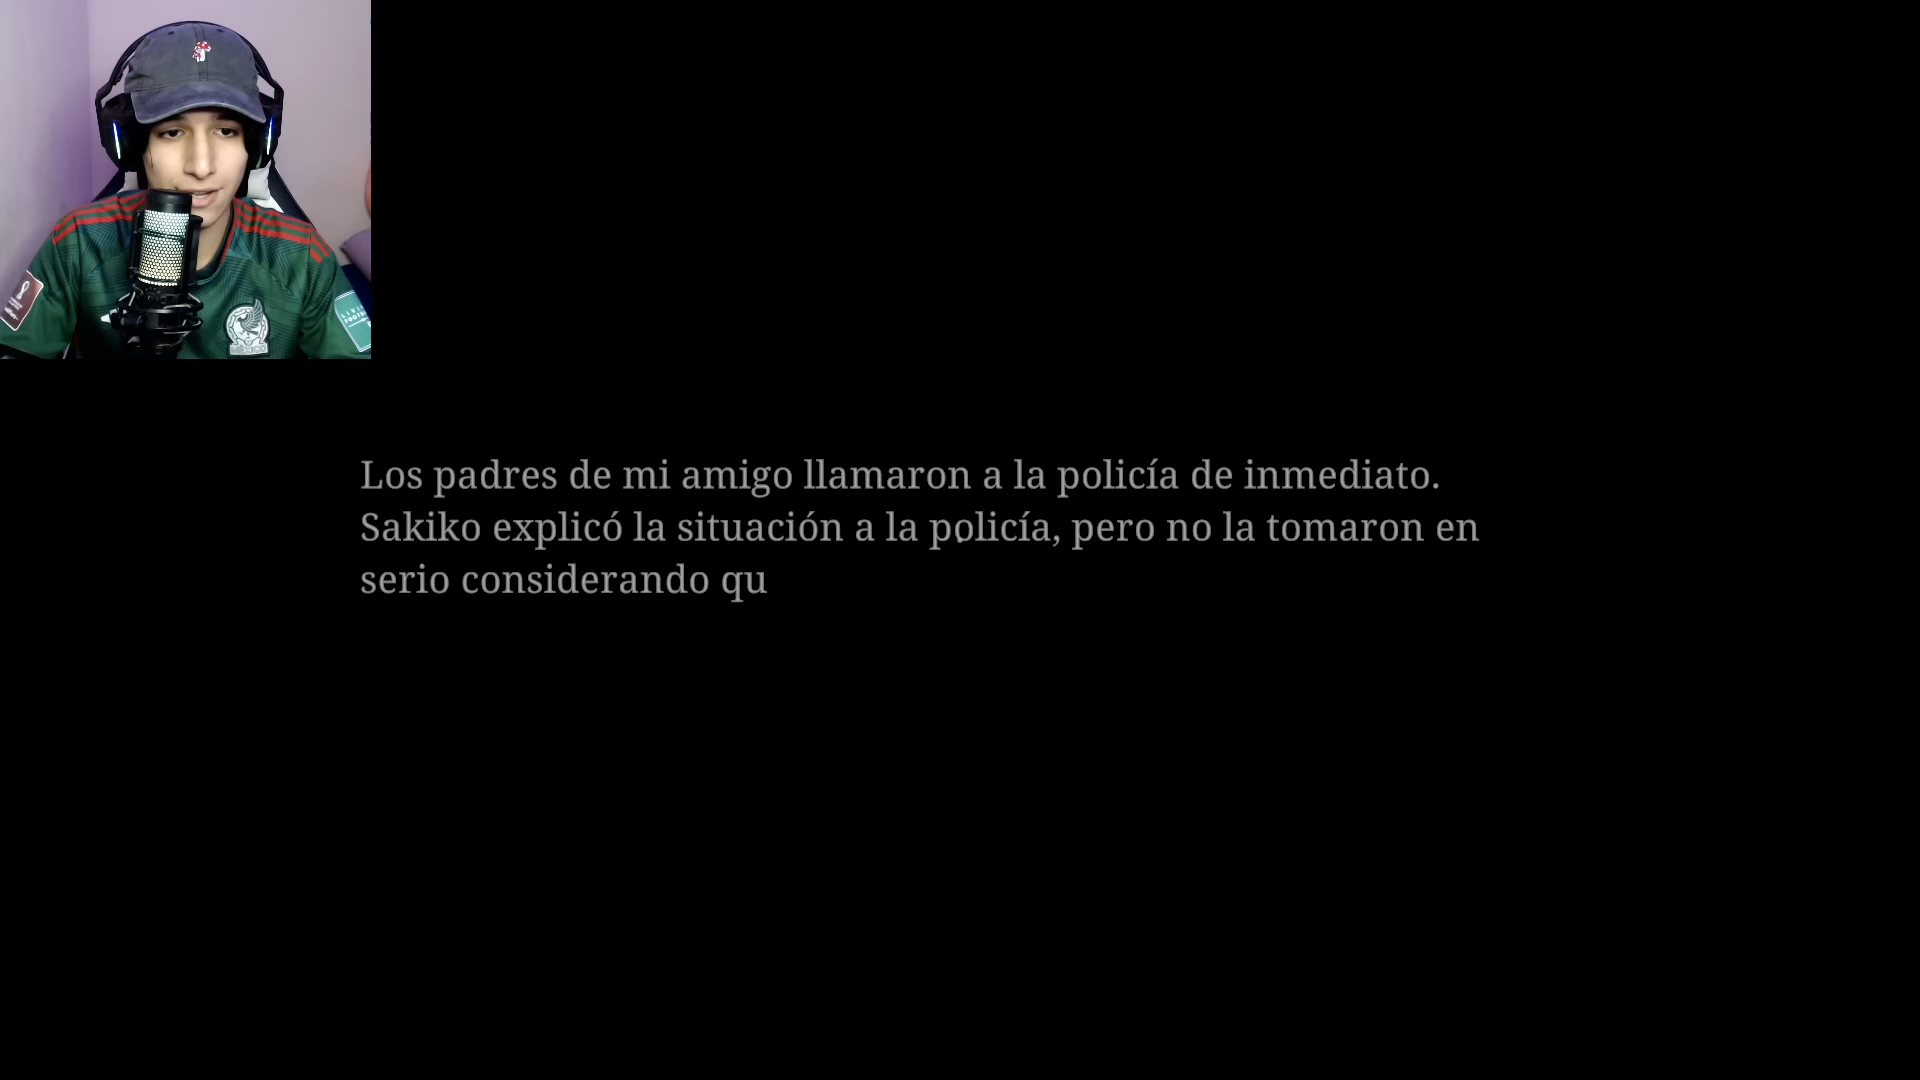 Los padres de mi amigo llamaron a la policía de inmediato.
Sakiko explicó la situación a la policía, pero no la tomaron en
serio considerando qu
MEXICO